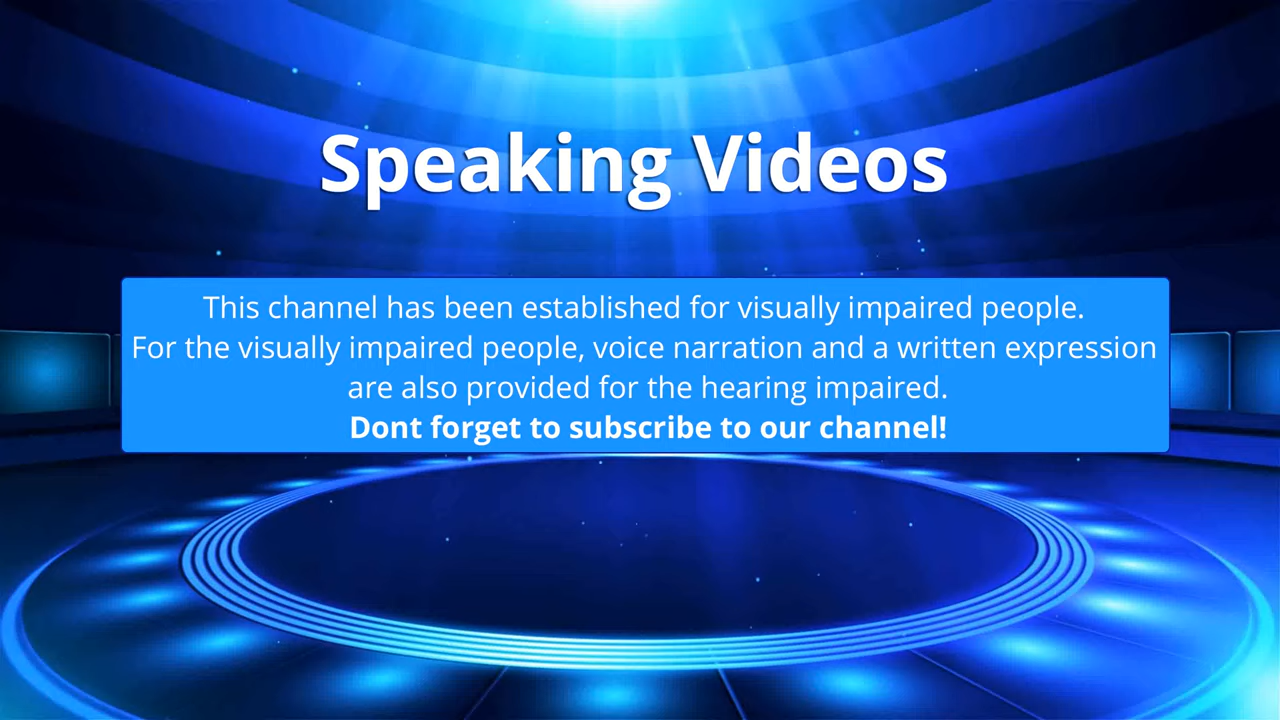 Speaking Videos
This channel has been established for visually impaired people.
For the visually impaired people, voice narration and a written expression
are also provided for the hearing impaired.
Dont forget to subscribe to our channel!